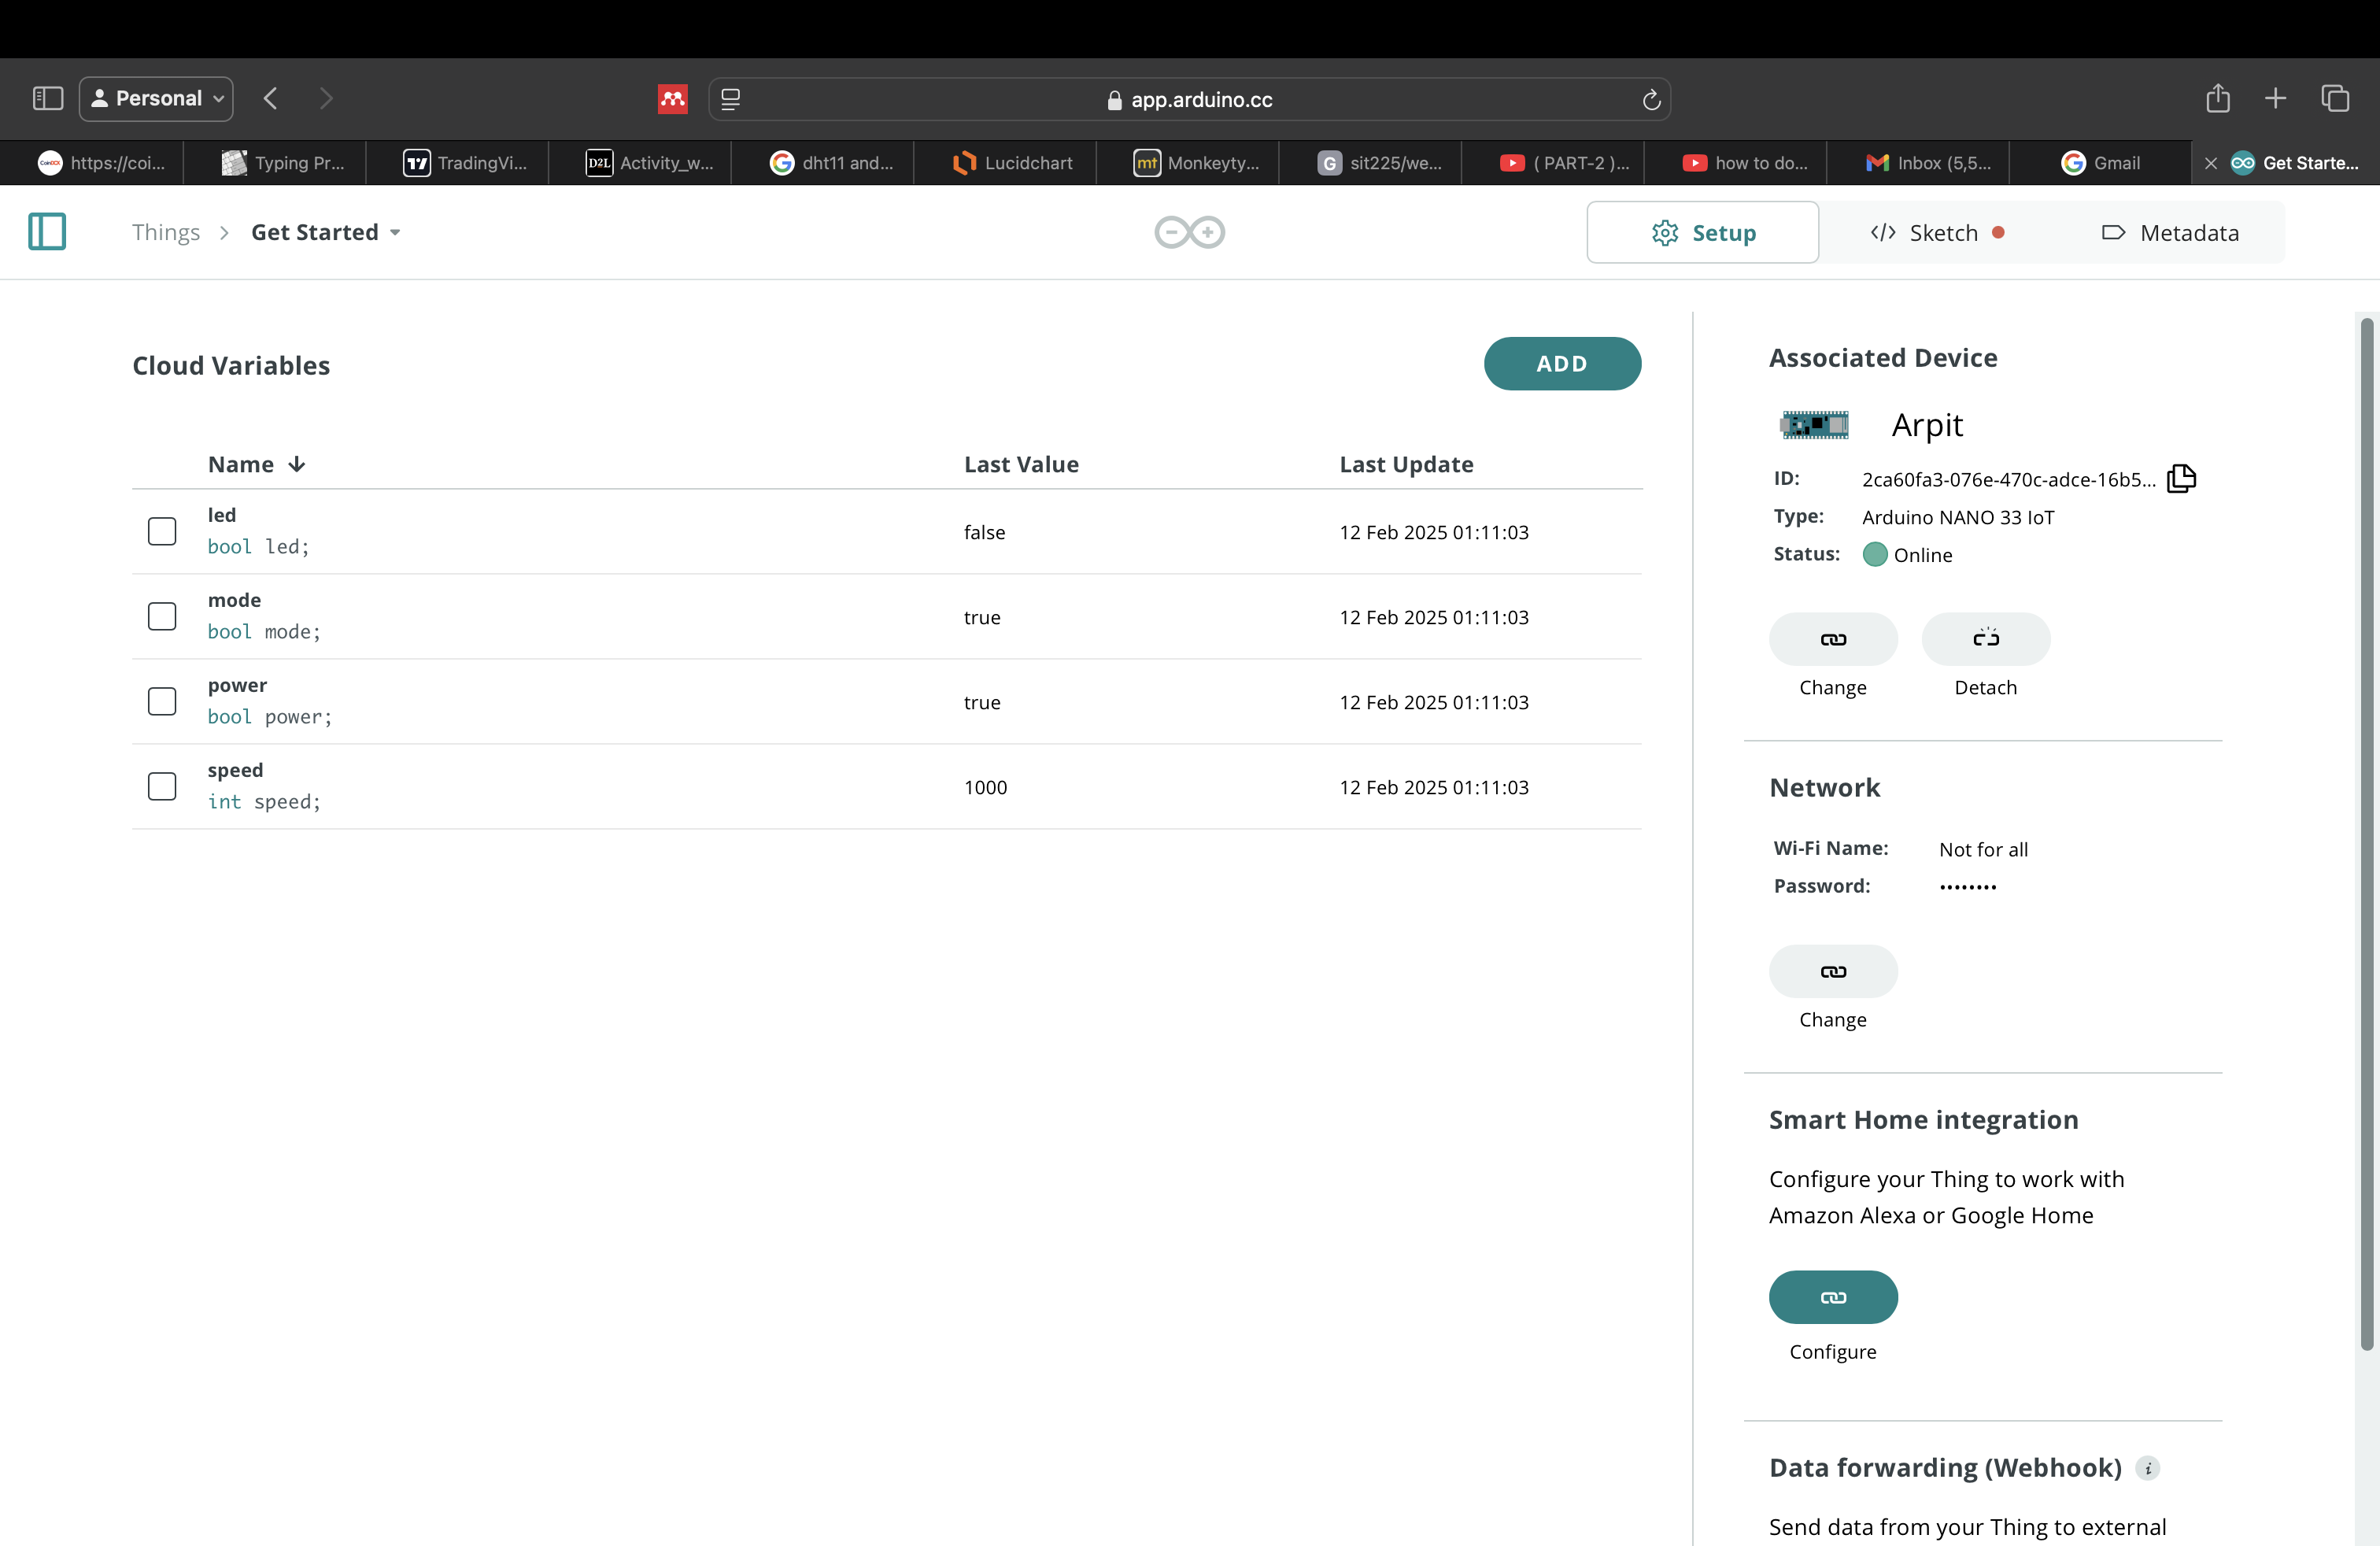 Personal
app.arduino.cc
https://coi...
Typing Pr...
TradingVi...
D2L Activity_w...
dht11 and...
Lucidchart
mt Monkeyty...
G sit225/we...
( PART-2 )...
how to do...
Inbox (5,5...
Gmail
Get Starte...
Things > Get Started
Setup
</> Sketch
Metadata
Cloud Variables
ADD
Name Last Value Last Update
led
bool led;
false
12 Feb 2025 01:11:03
mode
bool mode;
true
12 Feb 2025 01:11:03
power
bool power;
true
12 Feb 2025 01:11:03
speed
int speed;
1000
12 Feb 2025 01:11:03
Associated Device
Arpit
ID: 2ca60fa3-076e-470c-adce-16b5...
Type: Arduino NANO 33 IoT
Status: Online
Change Detach
Network
Wi-Fi Name: Not for all
Password: ••••••••
Change
Smart Home integration
Configure your Thing to work with
Amazon Alexa or Google Home
Configure
Data forwarding (Webhook) i
Send data from your Thing to external